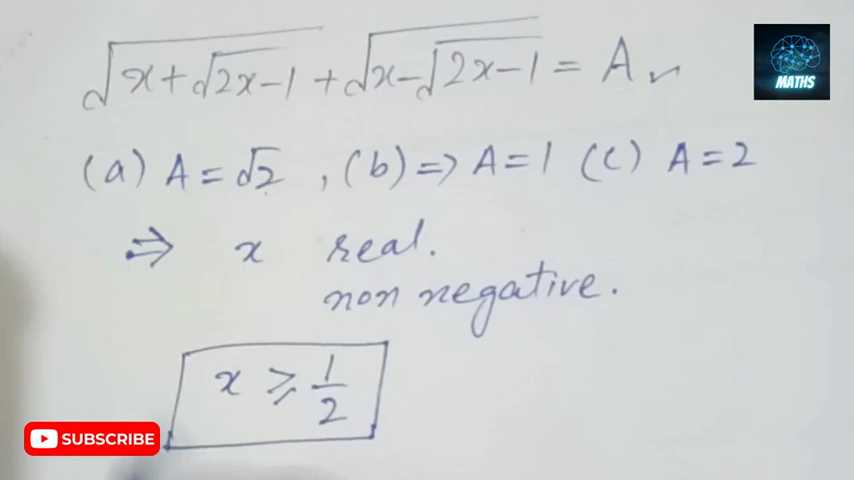 √(x+√(2x-1)) + √(x-√(2x-1)) = A
MATHS
(a) A = √2 , (b) => A = 1 (c) A = 2
=> x real.
non negative.
x ≥ 1/2
SUBSCRIBE